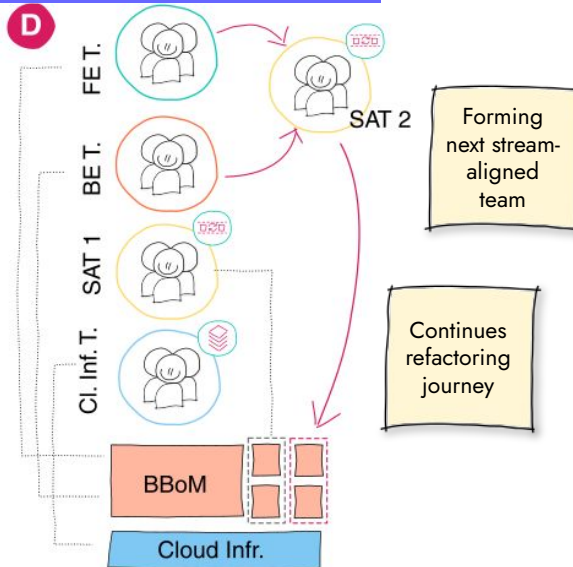 D
FE T.
BE T.
SAT 1
Cl. Inf. T.
SAT 2
Forming
next stream-
aligned
team
Continues
refactoring
journey
BBoM
Cloud Infr.